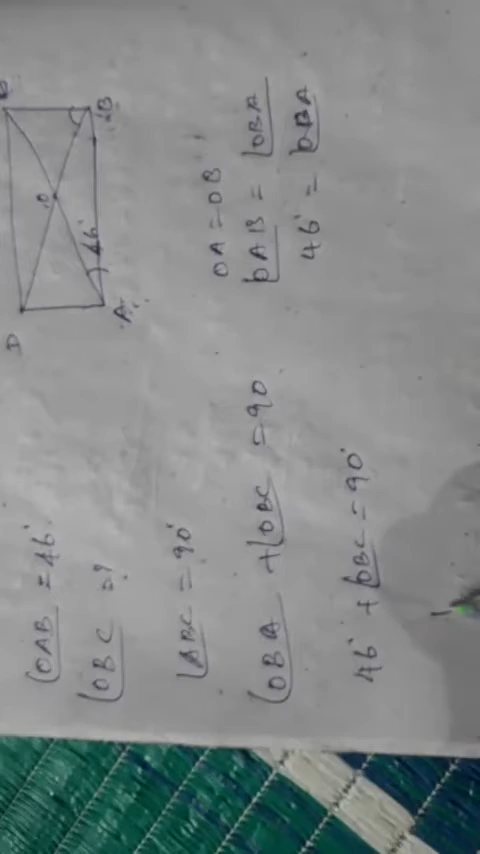 ∠OAB = 46°
∠OBC = ?
∠ABC = 90°
∠OBA + ∠OBC = 90
46° + ∠OBC = 90°
D
O
B
46°
A
OA = OB
∠OAB = ∠OBA
46° = ∠OBA